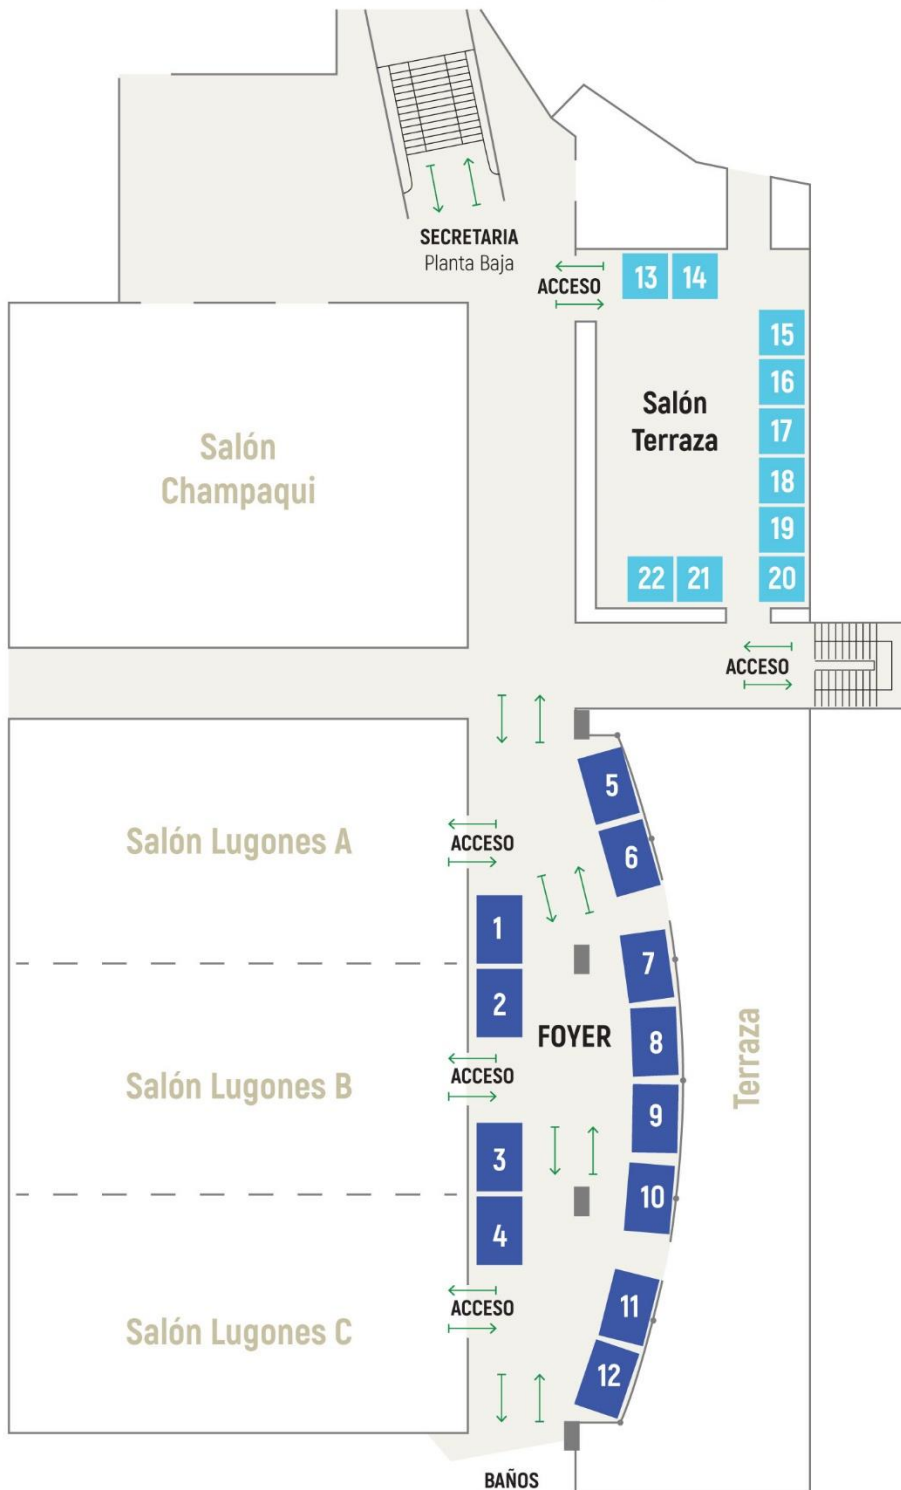 SECRETARIA
Planta Baja
ACCESO
13
14
15
16
17
18
19
20
21
22
Salón
Terraza
Salón
Champaqui
ACCESO
Salón Lugones A
ACCESO
5
6
1
2
7
8
FOYER
Salón Lugones B
ACCESO
Terraza
9
3
10
4
Salón Lugones C
ACCESO
11
12
BAÑOS